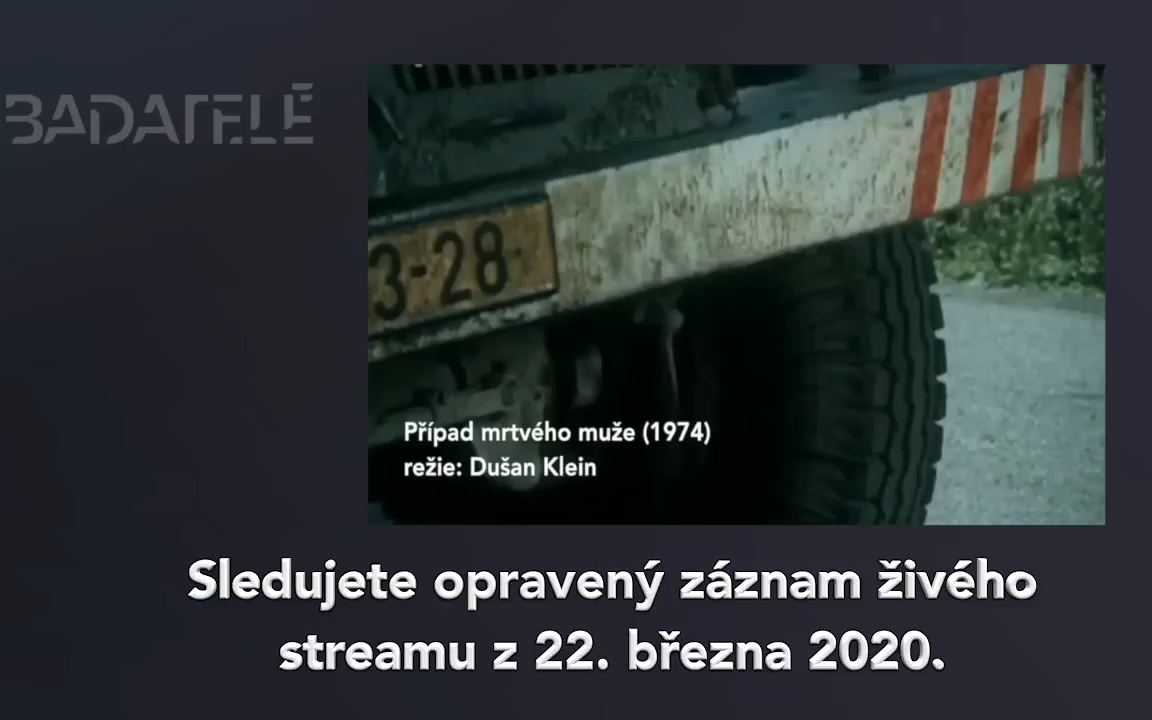 BADATELÉ
3-28
Případ mrtvého muže (1974)
režie: Dušan Klein
Sledujete opravený záznam živého
streamu z 22. března 2020.